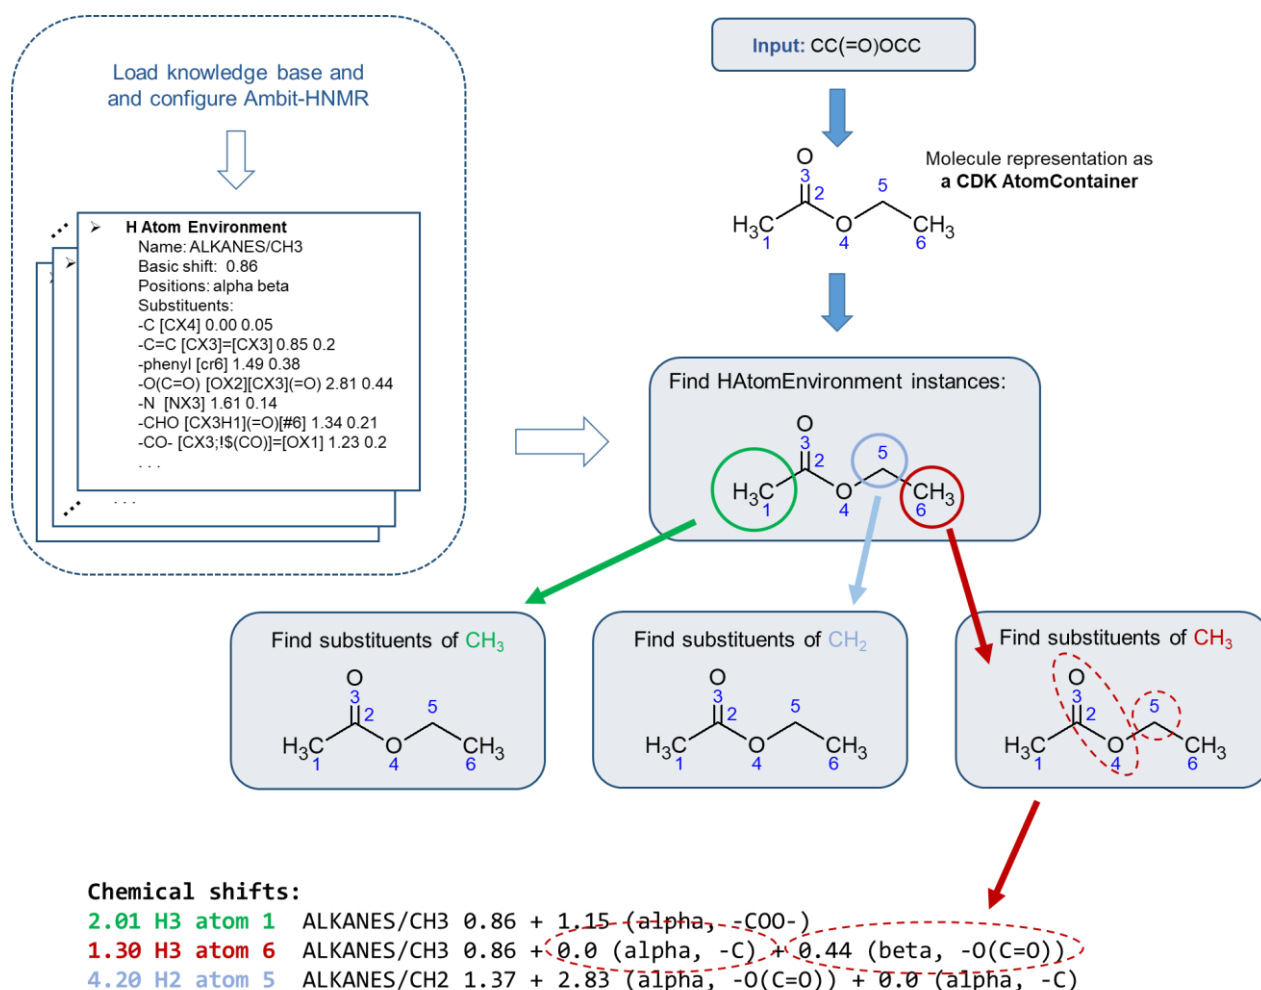 Load knowledge base and
and configure Ambit-HNMR
...
➢ H Atom Environment
Name: ALKANES/CH3
Basic shift: 0.86
Positions: alpha beta
Substituents:
-C [CX4] 0.00 0.05
-C=C [CX3]=[CX3] 0.85 0.2
-phenyl [cr6] 1.49 0.38
-O(C=O) [OX2][CX3](=O) 2.81 0.44
-N [NX3] 1.61 0.14
-CHO [CX3H1](=O)[#6] 1.34 0.21
-CO- [CX3;!$(CO)]=[OX1] 1.23 0.2
. . .
. . .
...
Input: CC(=O)OCC
Molecule representation as
a CDK AtomContainer
O
3
2
5
H₃C
O
CH₃
1
4
6
Find HAtomEnvironment instances:
O
3
2
5
H₃C
O
CH₃
1
4
6
Find substituents of CH₃
O
3
2
5
H₃C
O
CH₃
1
4
6
Find substituents of CH₂
O
3
2
5
H₃C
O
CH₃
1
4
6
Find substituents of CH₃
O
3
2
5
H₃C
O
CH₃
1
4
6
Chemical shifts:
2.01 H3 atom 1 ALKANES/CH3 0.86 + 1.15 (alpha, -COO-)
1.30 H3 atom 6 ALKANES/CH3 0.86 + 0.0 (alpha, -C) + 0.44 (beta, -O(C=O))
4.20 H2 atom 5 ALKANES/CH2 1.37 + 2.83 (alpha, -O(C=O)) + 0.0 (alpha, -C)